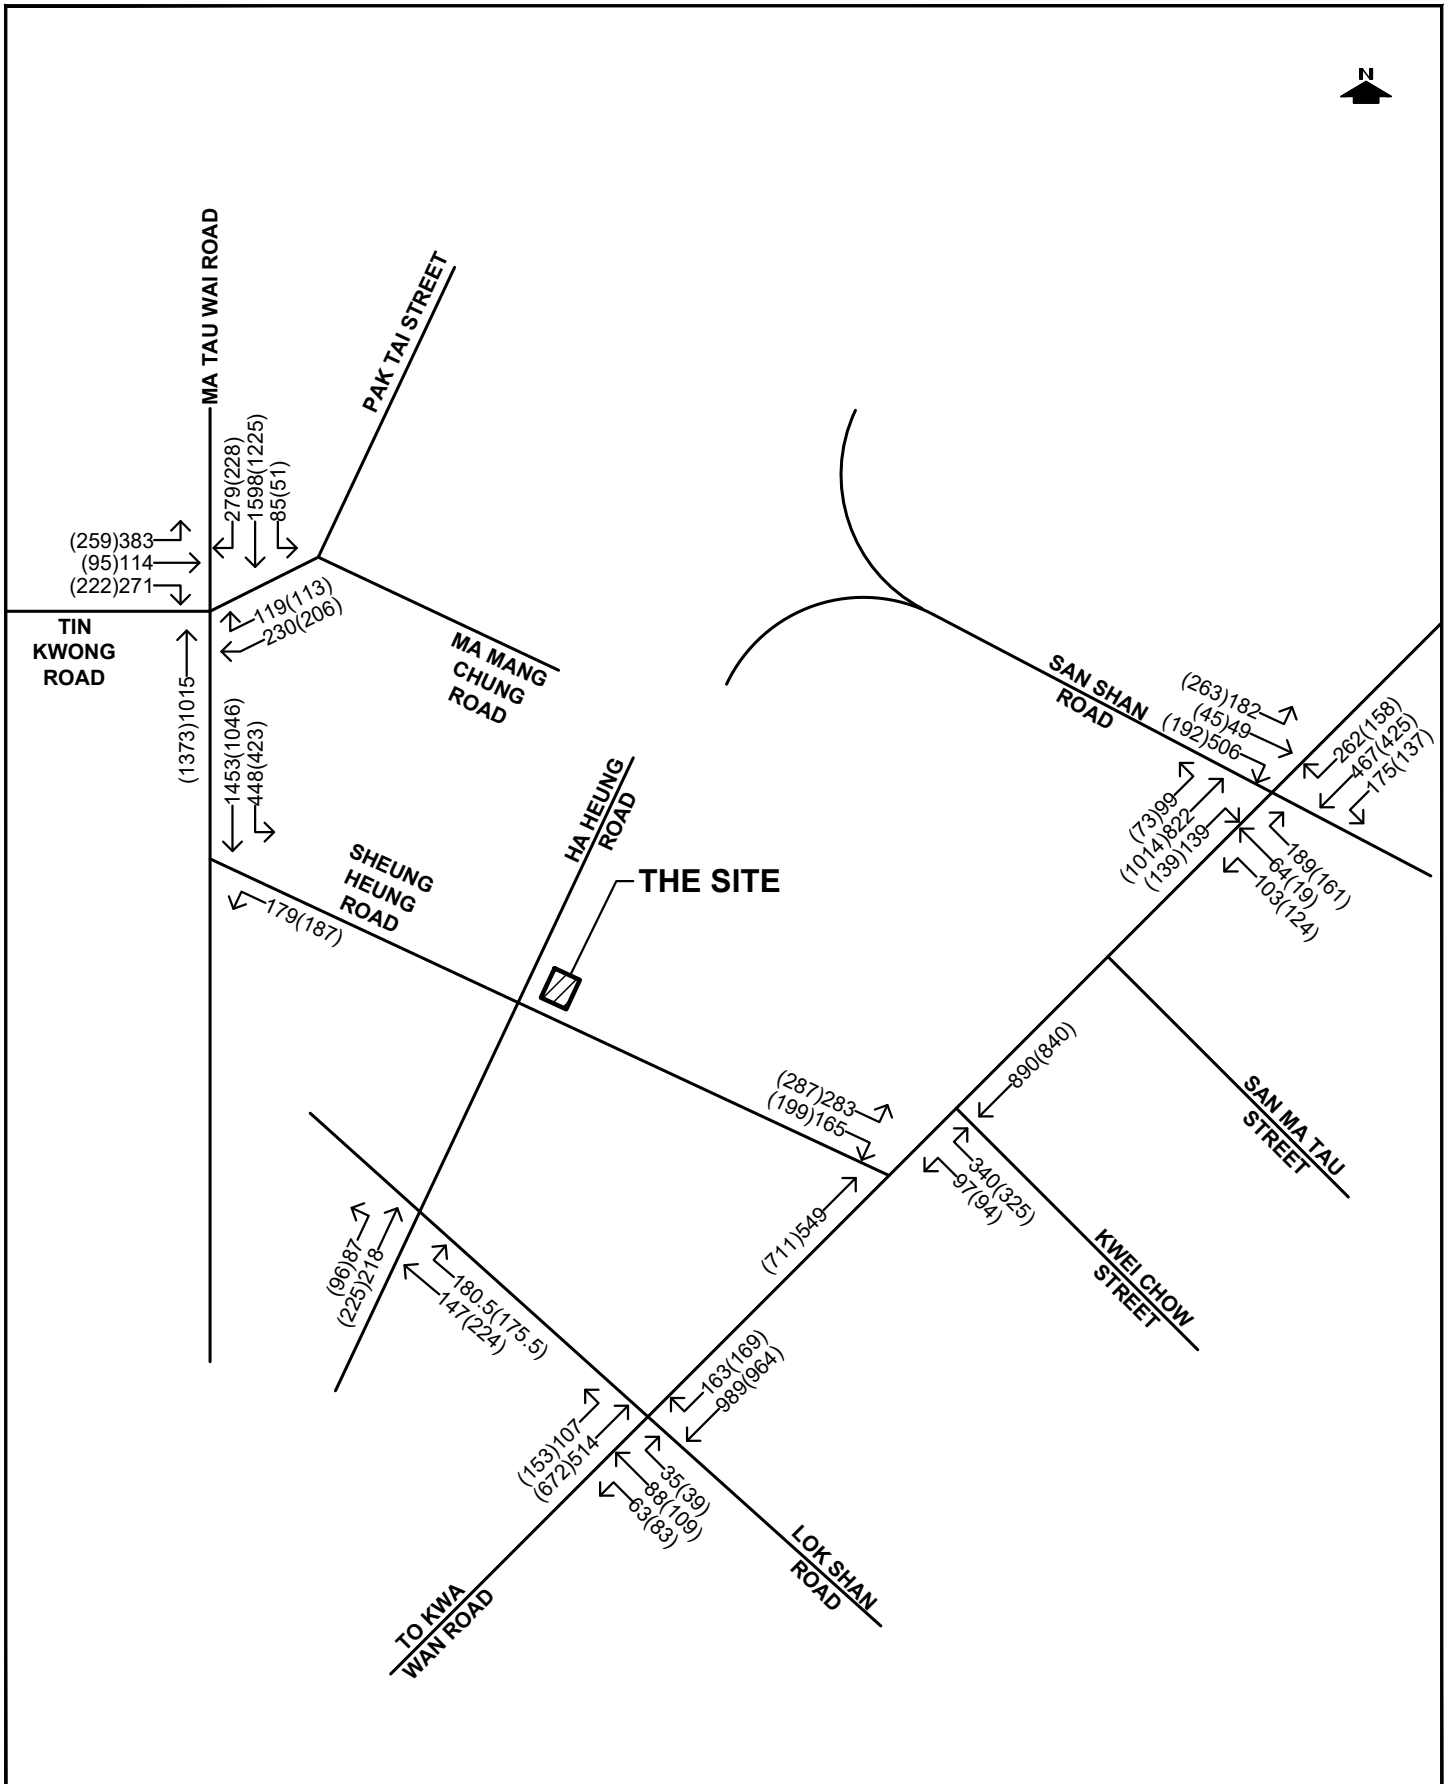 N
MA TAU WAI ROAD
PAK TAI STREET
279(228)
1598(1225)
85(51)
(259)383
(95)114
(222)271
119(113)
230(206)
TIN
KWONG
ROAD
MA MANG
CHUNG
ROAD
(1373)1015
1453(1046)
448(423)
SAN SHAN
ROAD
(263)182
(45)49
(192)506
262(158)
467(425)
175(137)
(73)99
(1014)822
(139)139
189(161)
64(19)
103(124)
HA HEUNG
ROAD
SHEUNG
HEUNG
ROAD
THE SITE
179(187)
890(840)
(287)283
(199)165
SAN MA TAU
STREET
340(325)
97(94)
(711)549
KWEI CHOW
STREET
(96)87
(225)218
180.5(175.5)
147(224)
163(169)
989(964)
(153)107
(672)514
35(39)
88(109)
63(83)
LOK SHAN
ROAD
TO KWA
WAN ROAD